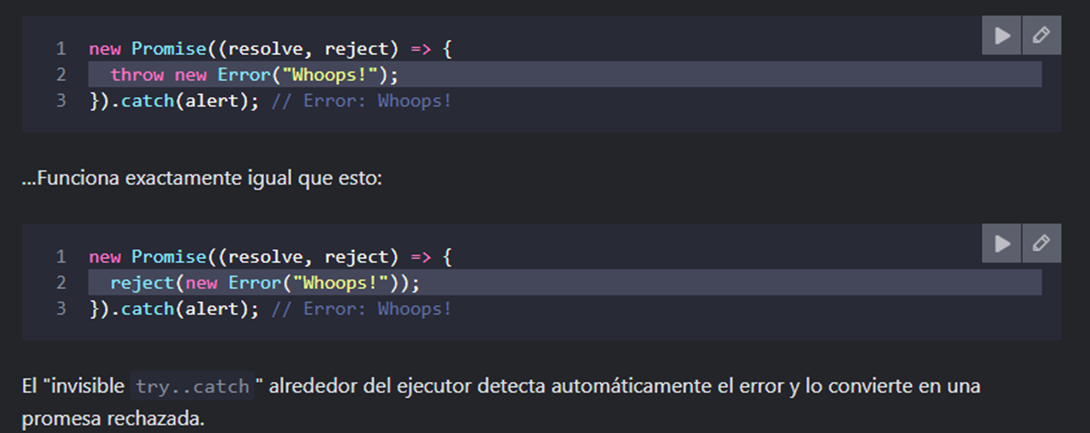 1 new Promise((resolve, reject) => {
2   throw new Error("Whoops!");
3 }).catch(alert); // Error: Whoops!
...Funciona exactamente igual que esto:
1 new Promise((resolve, reject) => {
2   reject(new Error("Whoops!"));
3 }).catch(alert); // Error: Whoops!
El "invisible try..catch" alrededor del ejecutor detecta automáticamente el error y lo convierte en una
promesa rechazada.